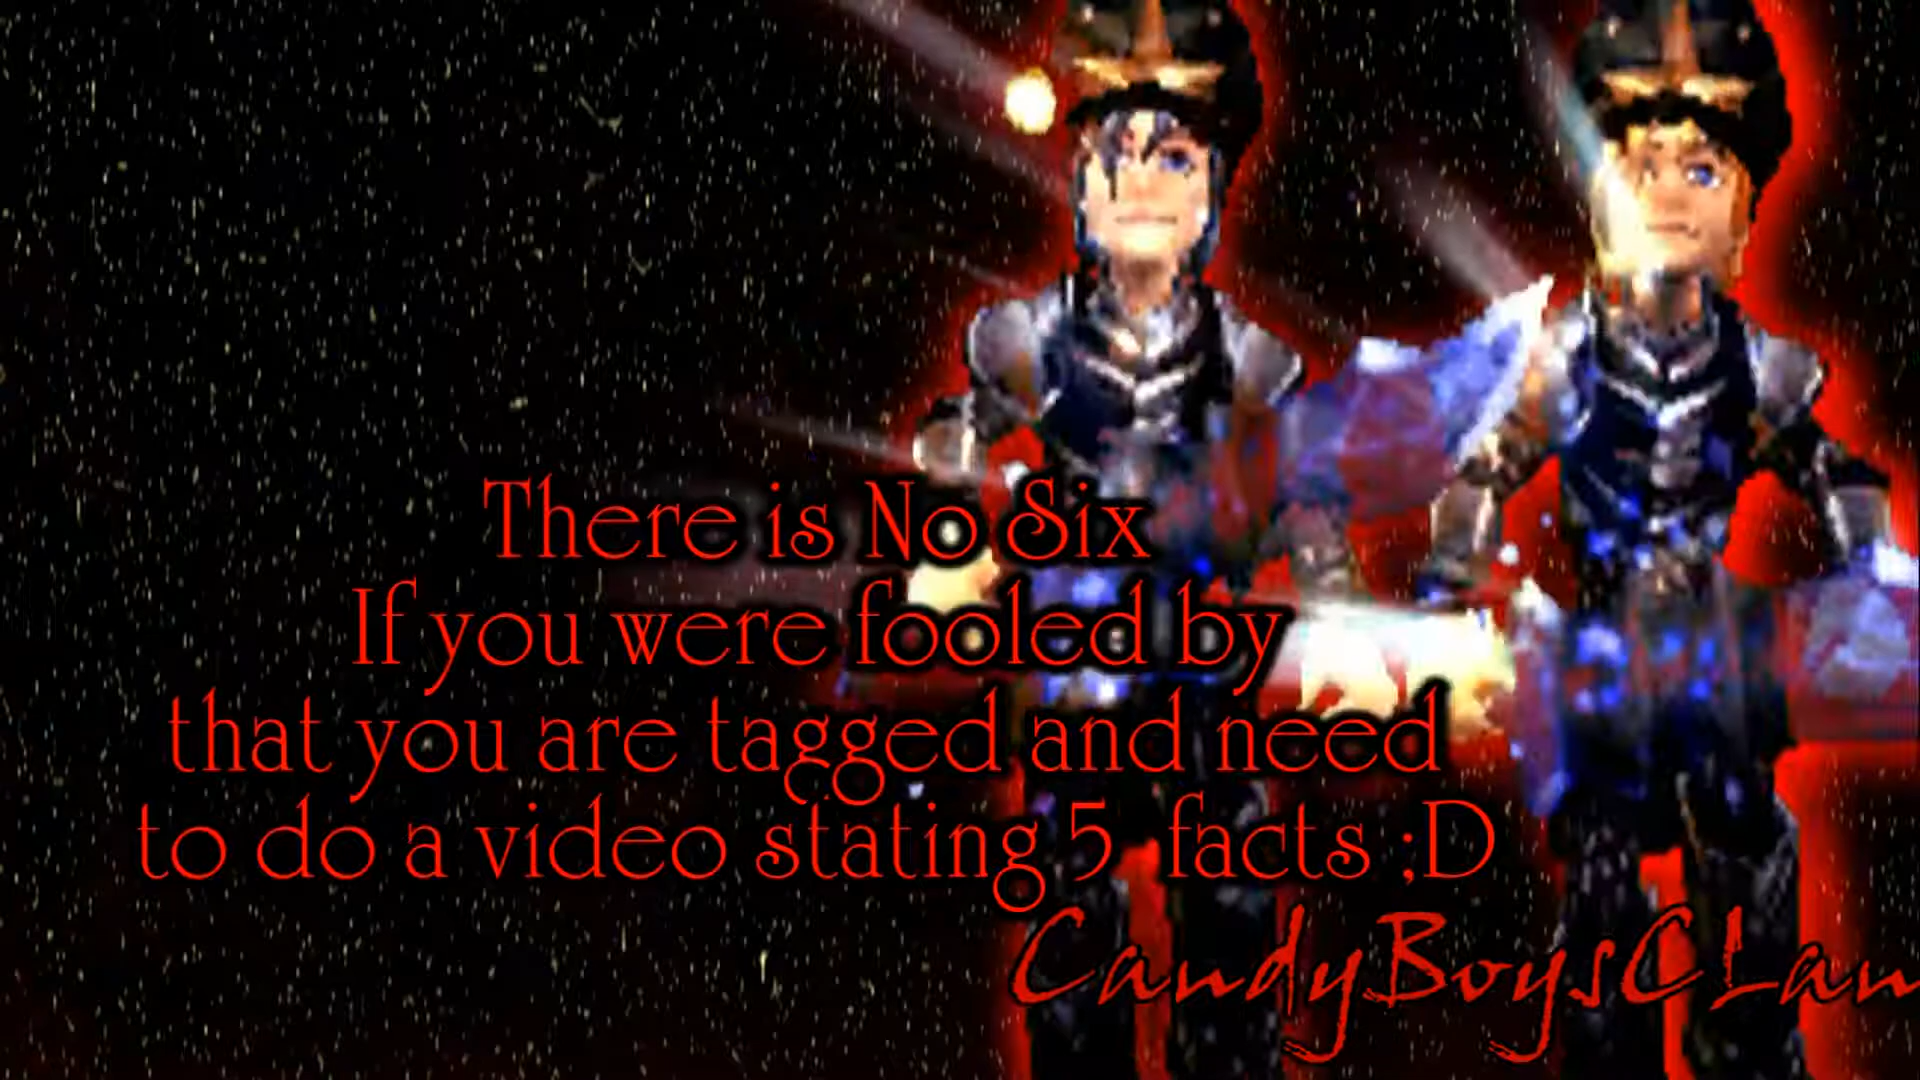 There is No Six
If you were fooled by
that you are tagged and need
to do a video stating 5 facts ;D
CandyBoysCLan